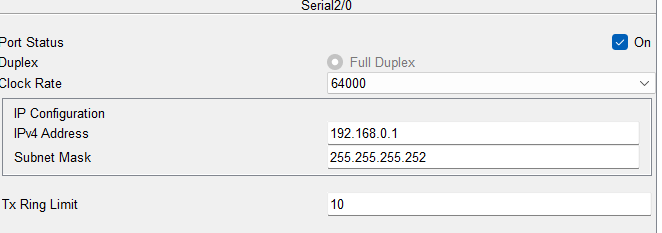 Serial2/0
Port Status On
Duplex Full Duplex
Clock Rate 64000
IP Configuration
IPv4 Address 192.168.0.1
Subnet Mask 255.255.255.252
Tx Ring Limit 10